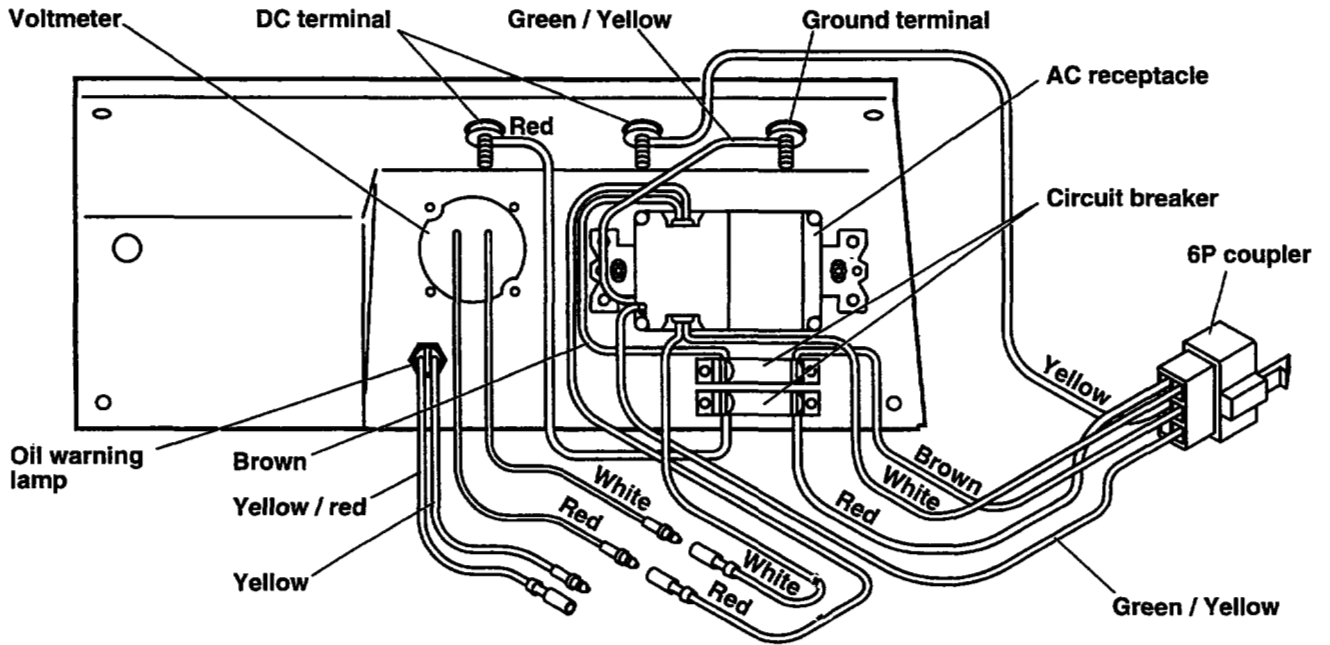 Voltmeter
DC terminal
Green / Yellow
Ground terminal
AC receptacle
Red
Circuit breaker
6P coupler
Yellow
Oil warning
lamp
Brown
Yellow / red
Yellow
White
Red
Brown
White
Red
White
Red
Green / Yellow